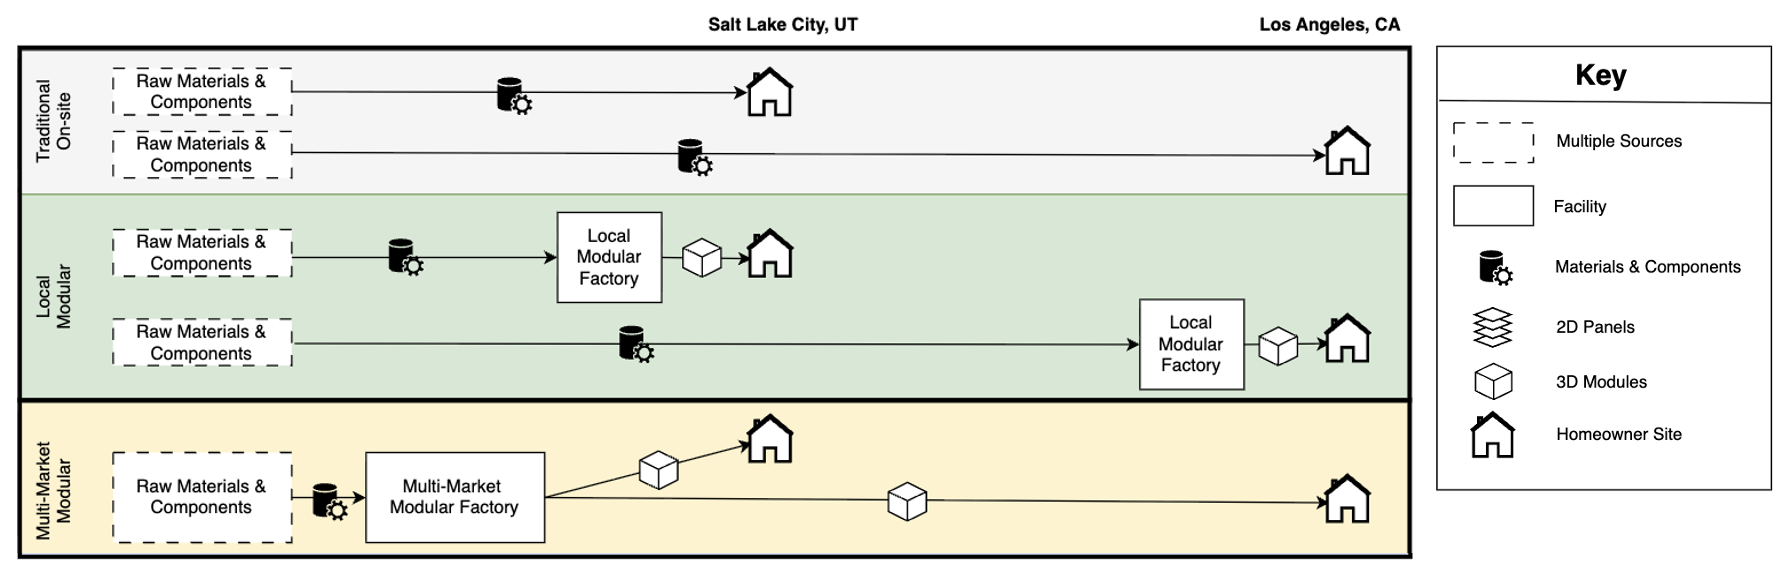 Salt Lake City, UT
Los Angeles, CA
Traditional
On-site
Raw Materials &
Components
Raw Materials &
Components
Local
Modular
Raw Materials &
Components
Local
Modular
Factory
Raw Materials &
Components
Local
Modular
Factory
Multi-Market
Modular
Raw Materials &
Components
Multi-Market
Modular Factory
Key
Multiple Sources
Facility
Materials & Components
2D Panels
3D Modules
Homeowner Site